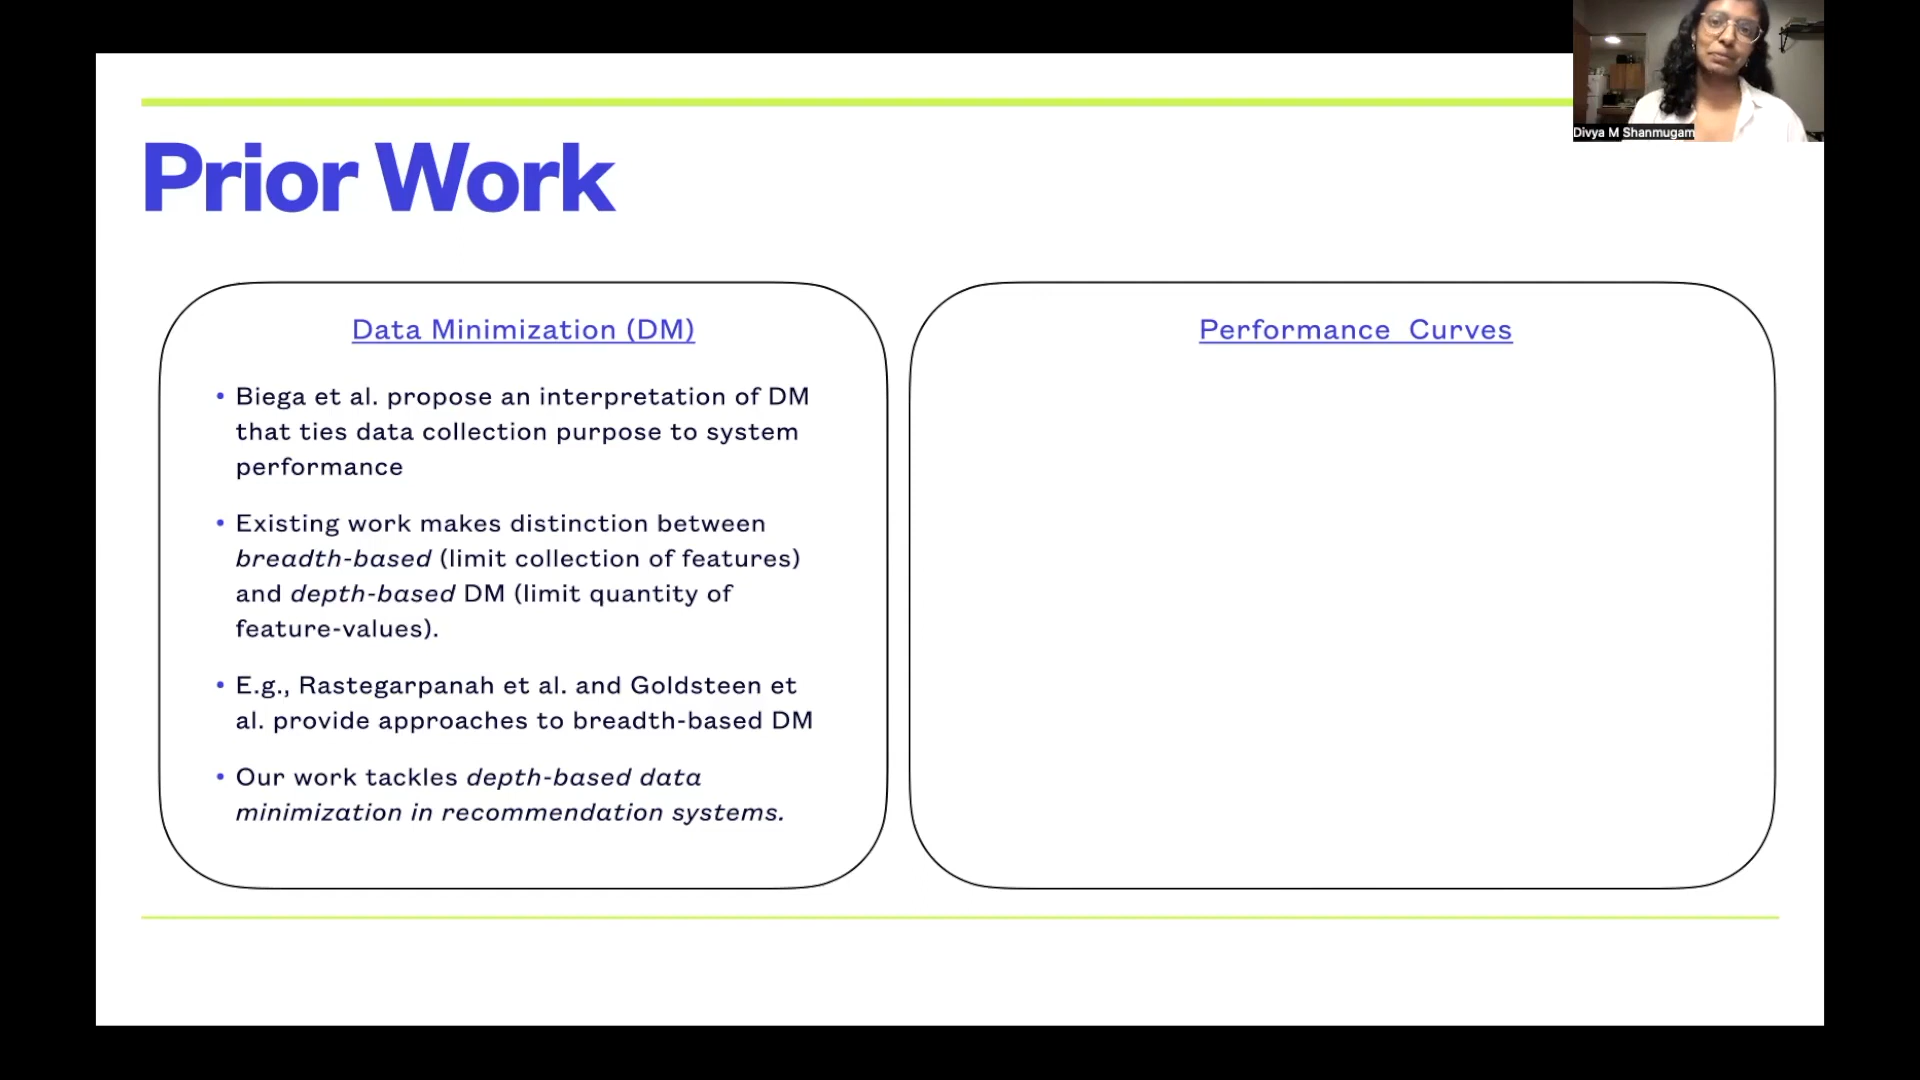 Divya M Shanmugam
Prior Work
Data Minimization (DM)
• Biega et al. propose an interpretation of DM
that ties data collection purpose to system
performance
• Existing work makes distinction between
breadth-based (limit collection of features)
and depth-based DM (limit quantity of
feature-values).
• E.g., Rastegarpanah et al. and Goldsteen et
al. provide approaches to breadth-based DM
• Our work tackles depth-based data
minimization in recommendation systems.
Performance Curves